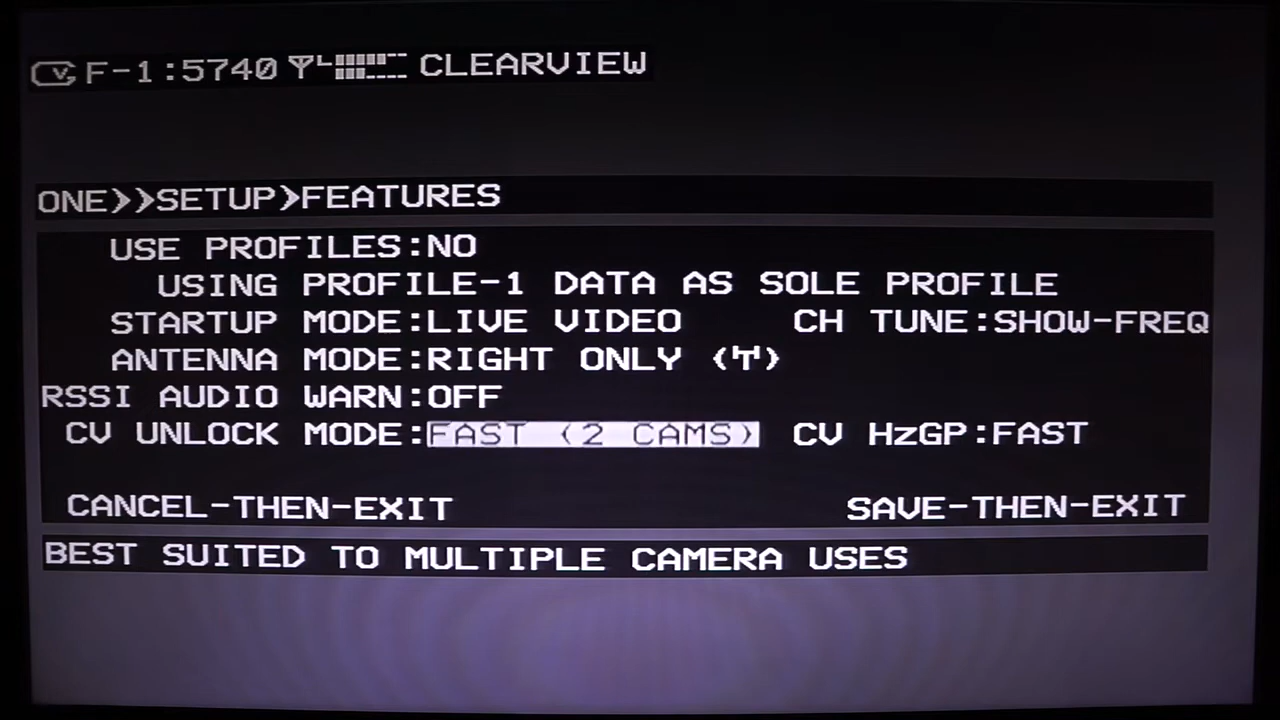 CV F-1:5740 CLEARVIEW
ONE>>SETUP>FEATURES
USE PROFILES:NO
USING PROFILE-1 DATA AS SOLE PROFILE
STARTUP MODE:LIVE VIDEO CH TUNE:SHOW-FREQ
ANTENNA MODE:RIGHT ONLY ( )
RSSI AUDIO WARN:OFF
CV UNLOCK MODE:FAST (2 CAMS) CV HzGP:FAST
CANCEL-THEN-EXIT SAVE-THEN-EXIT
BEST SUITED TO MULTIPLE CAMERA USES